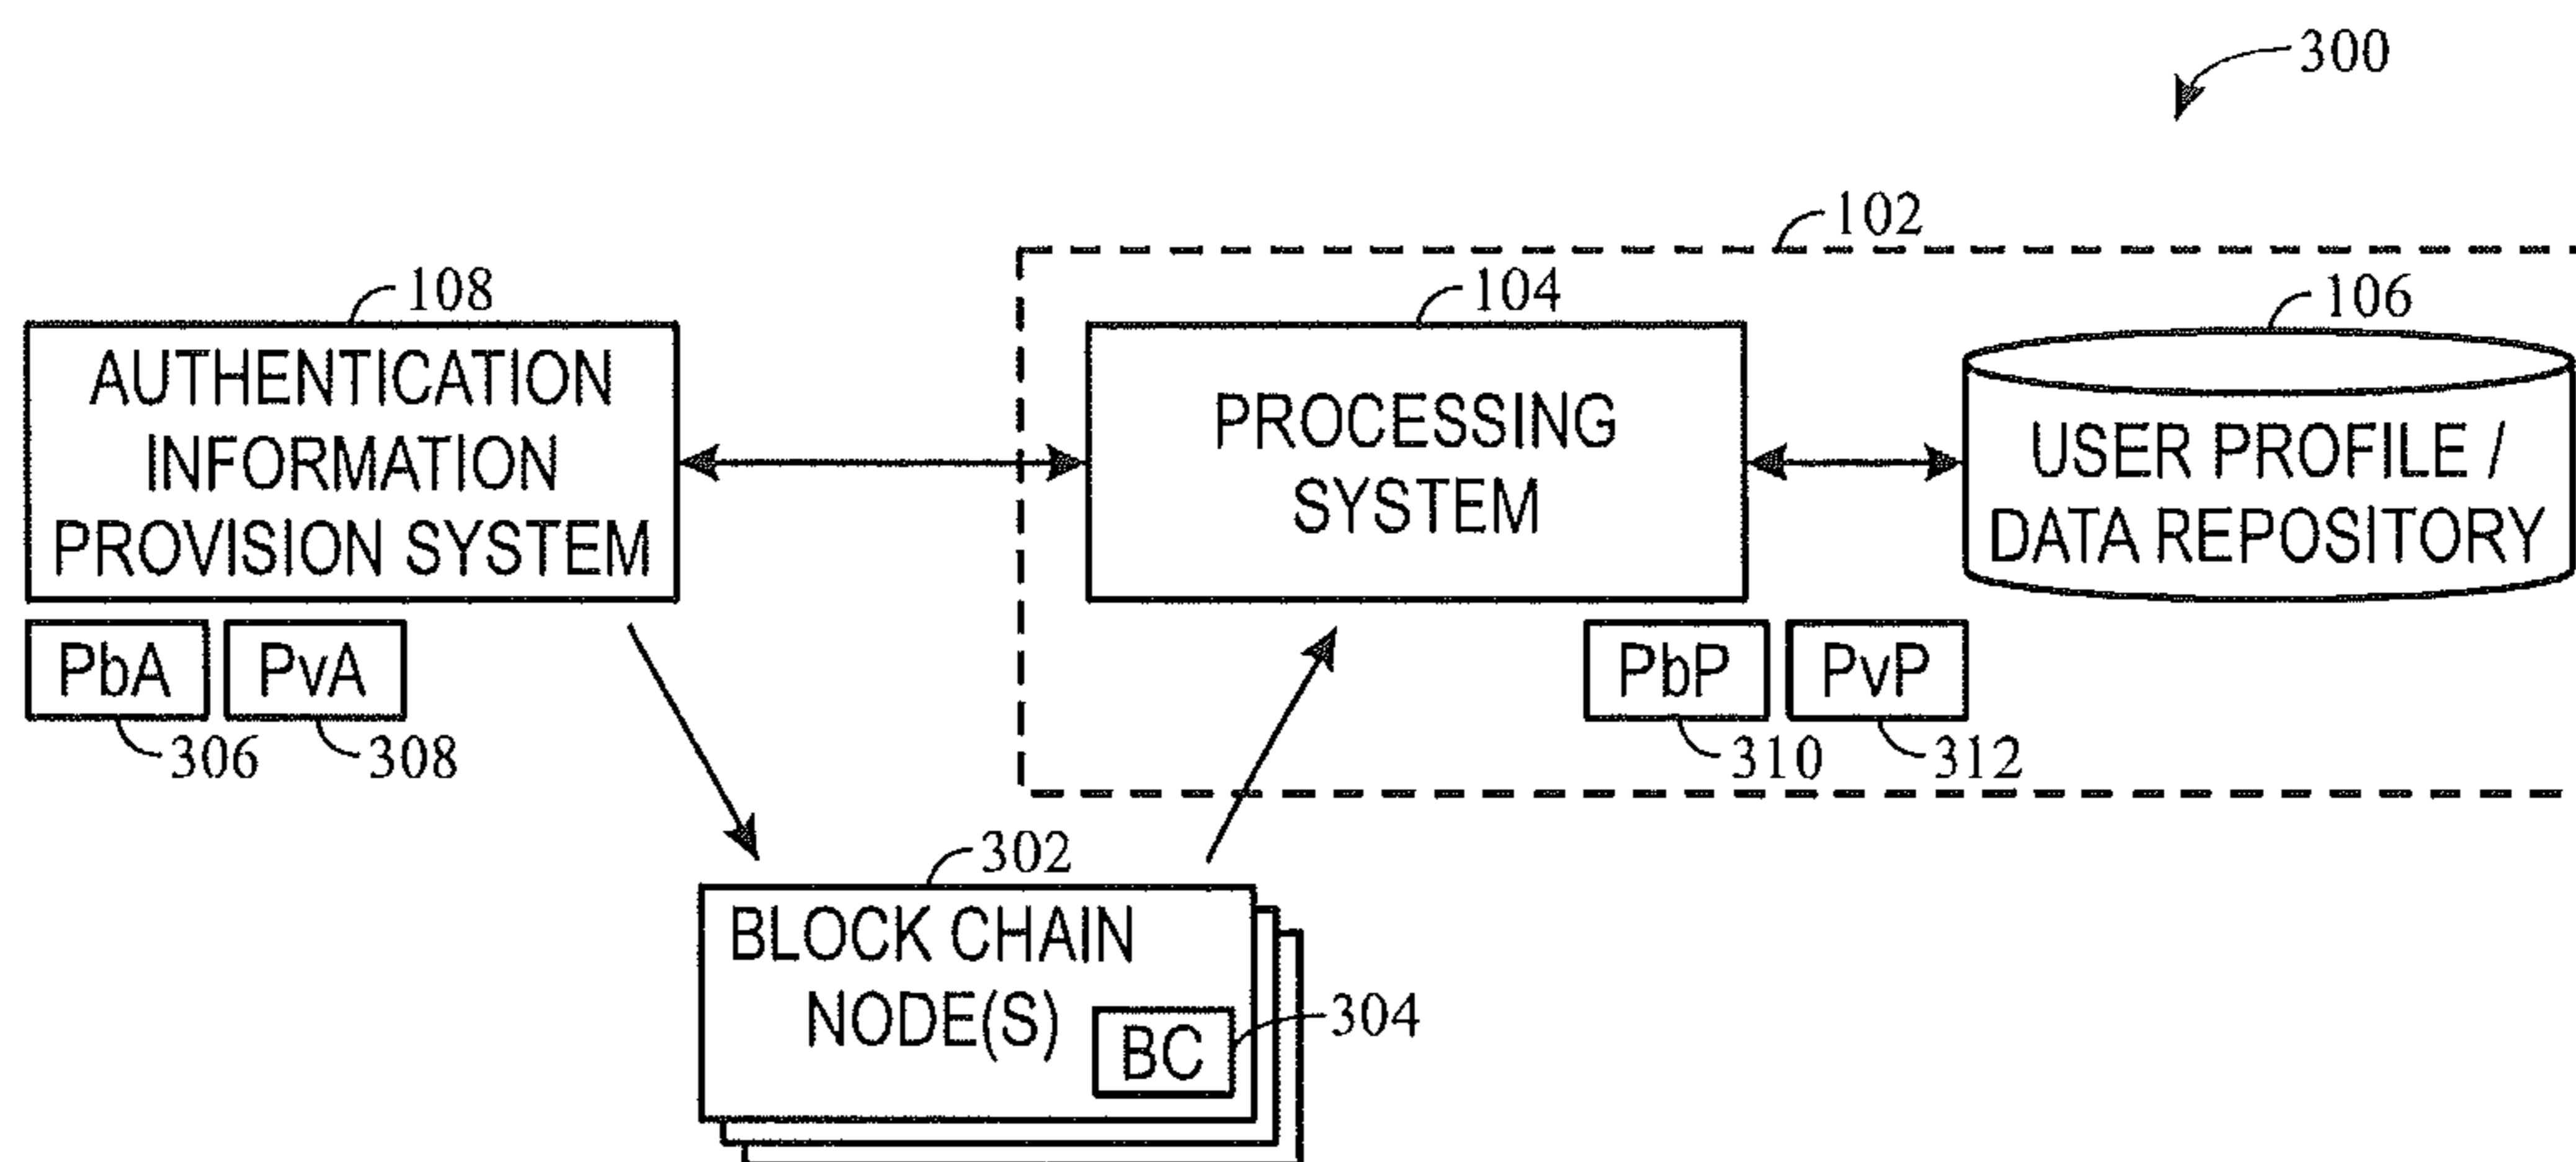 300
102
108
104
106
AUTHENTICATION
INFORMATION
PROVISION SYSTEM
PROCESSING
SYSTEM
USER PROFILE /
DATA REPOSITORY
PbA
PvA
PbP
PvP
306
308
310
312
302
BLOCK CHAIN
NODE(S)
BC
304